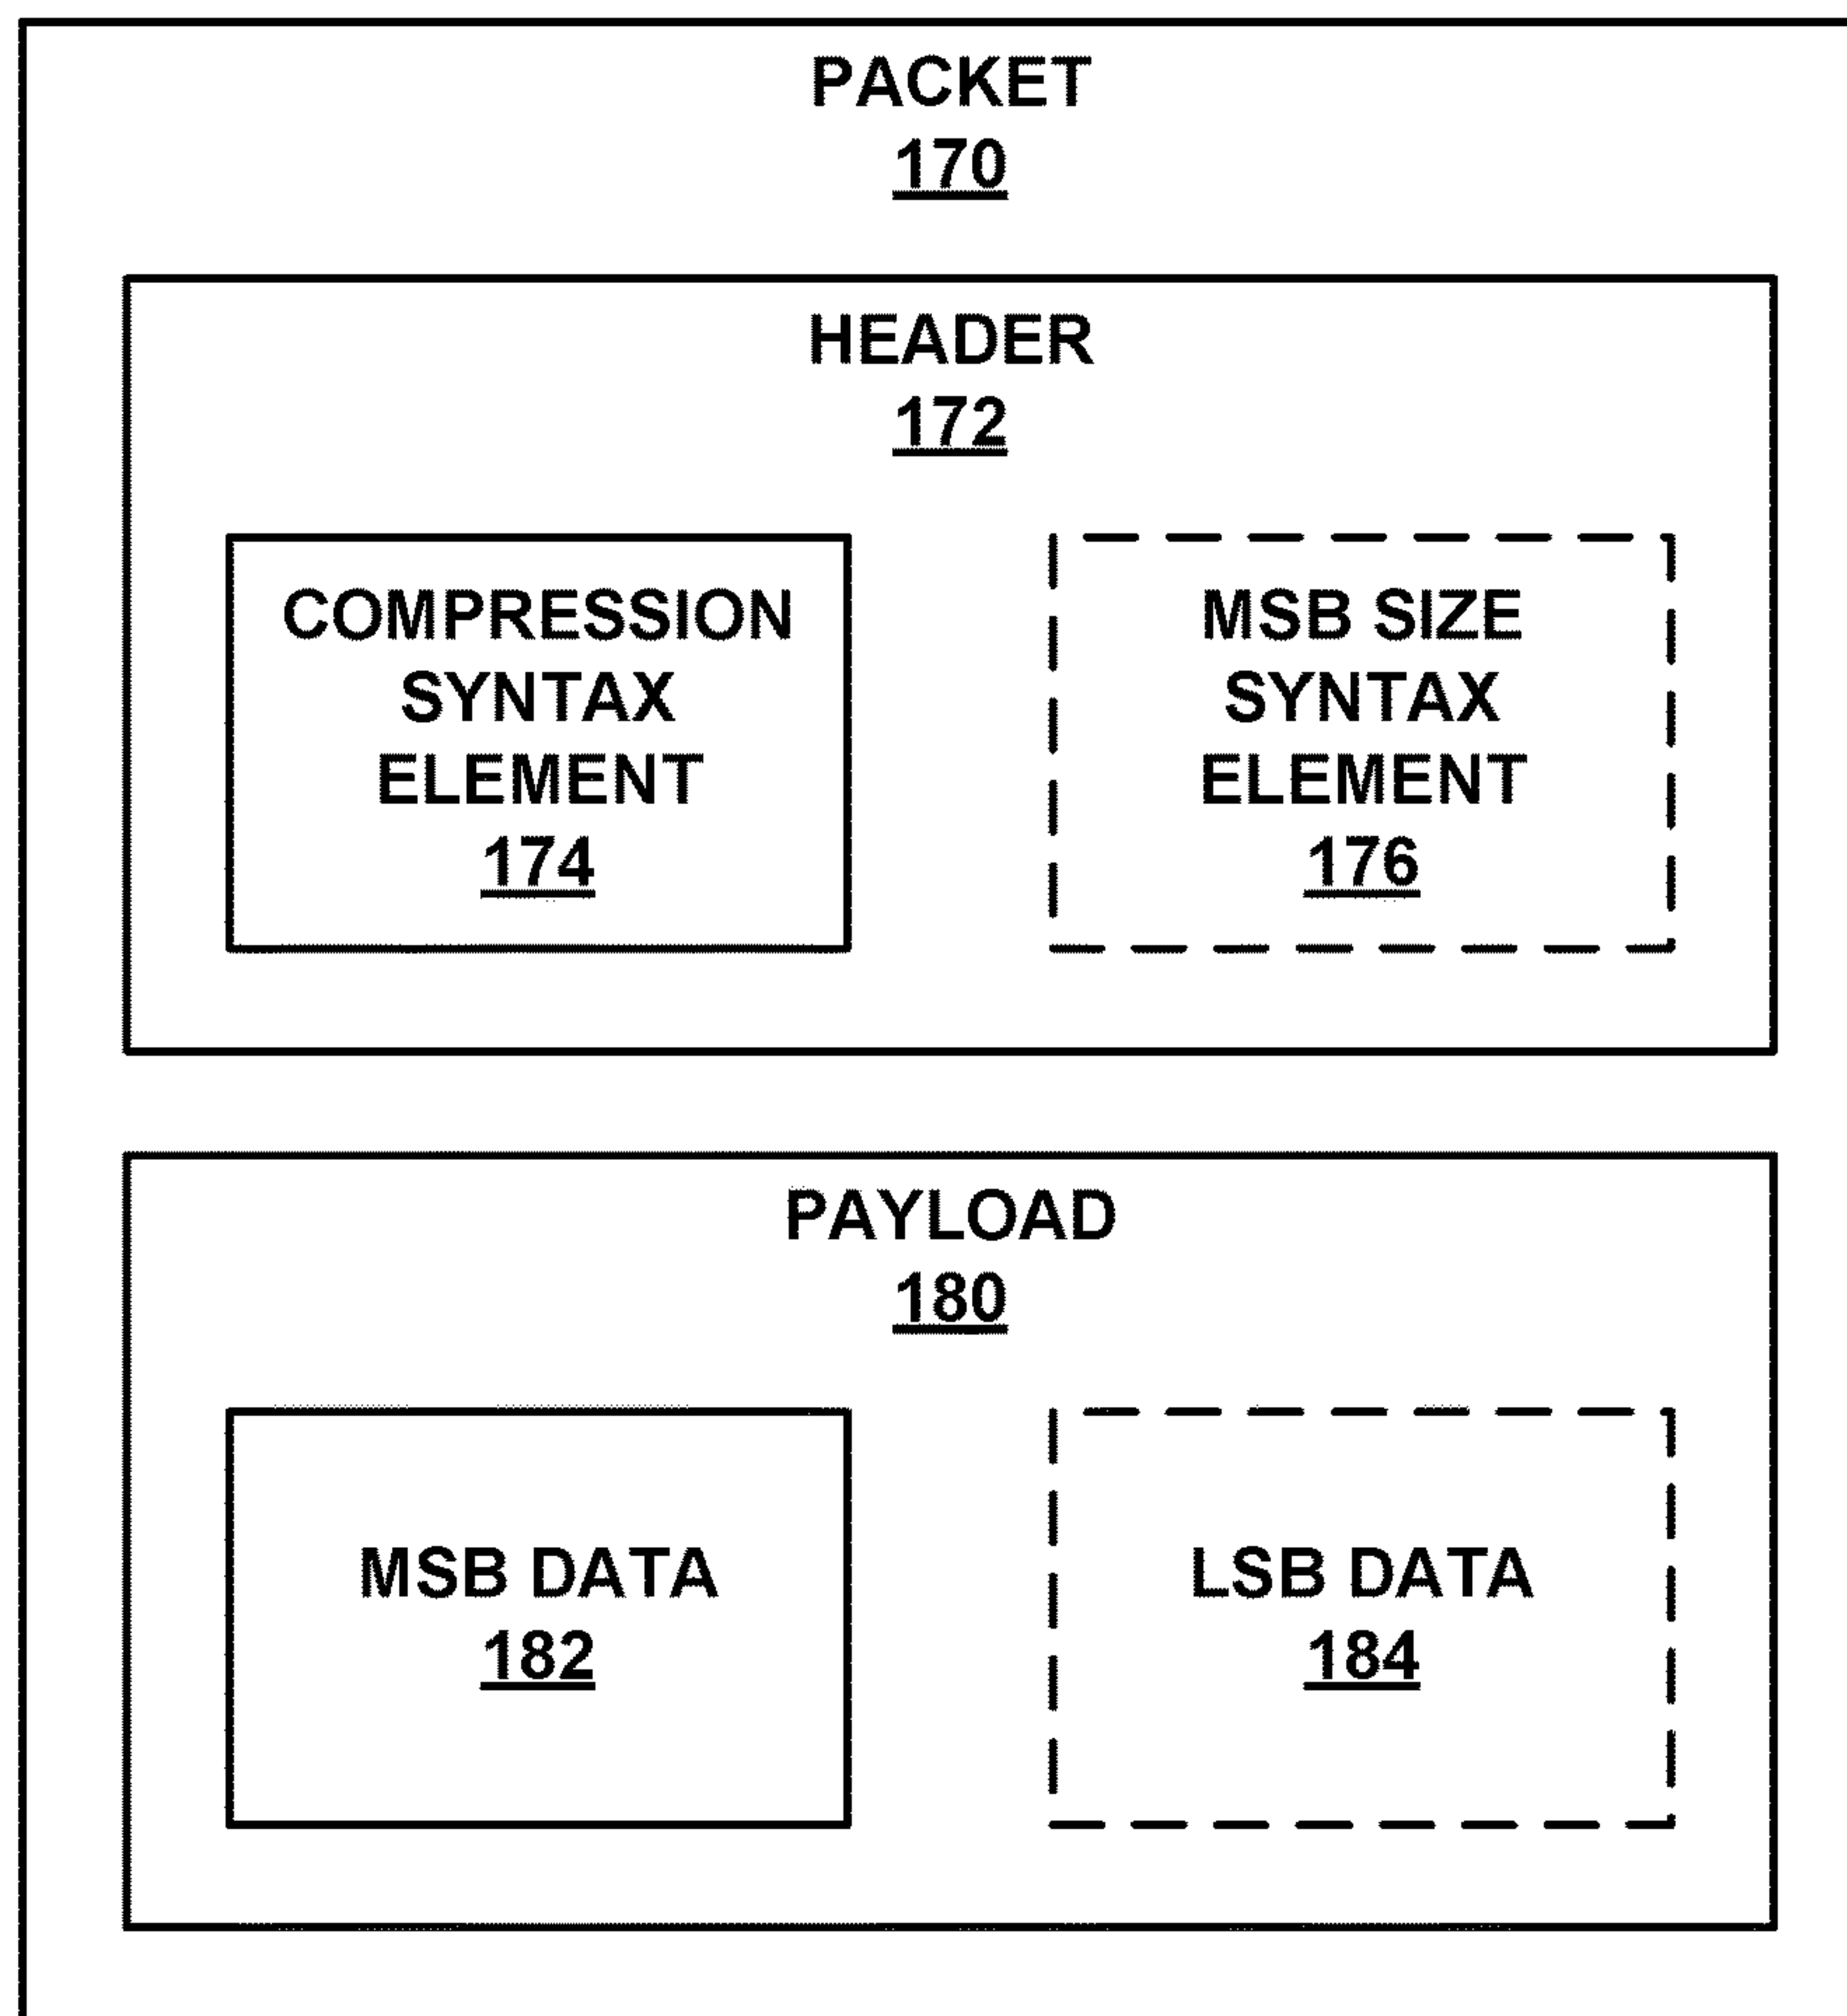 PACKET
170
HEADER
172
COMPRESSION
SYNTAX
ELEMENT
174
MSB SIZE
SYNTAX
ELEMENT
176
PAYLOAD
180
MSB DATA
182
LSB DATA
184